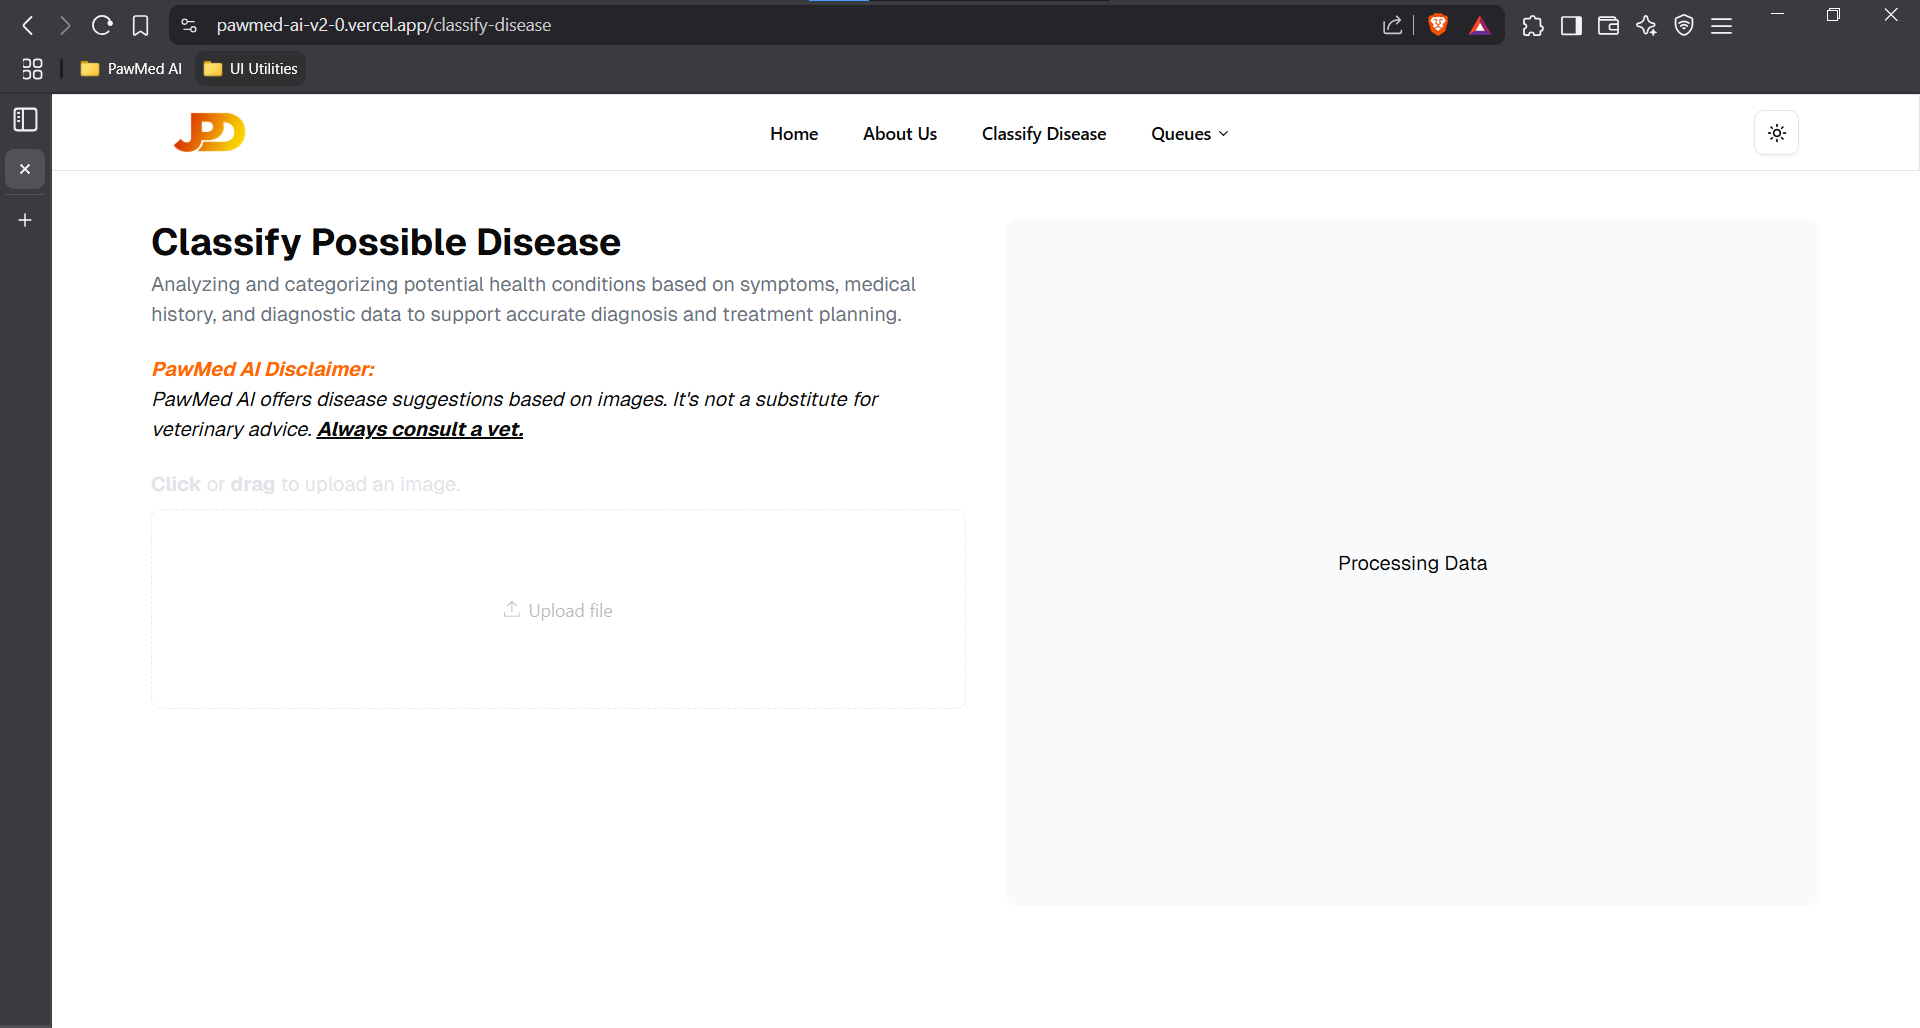 pawmed-ai-v2-0.vercel.app/classify-disease
PawMed AI
UI Utilities
JPD
Home
About Us
Classify Disease
Queues
Classify Possible Disease
Analyzing and categorizing potential health conditions based on symptoms, medical
history, and diagnostic data to support accurate diagnosis and treatment planning.
PawMed AI Disclaimer:
PawMed AI offers disease suggestions based on images. It's not a substitute for
veterinary advice. Always consult a vet.
Click or drag to upload an image.
Upload file
Processing Data